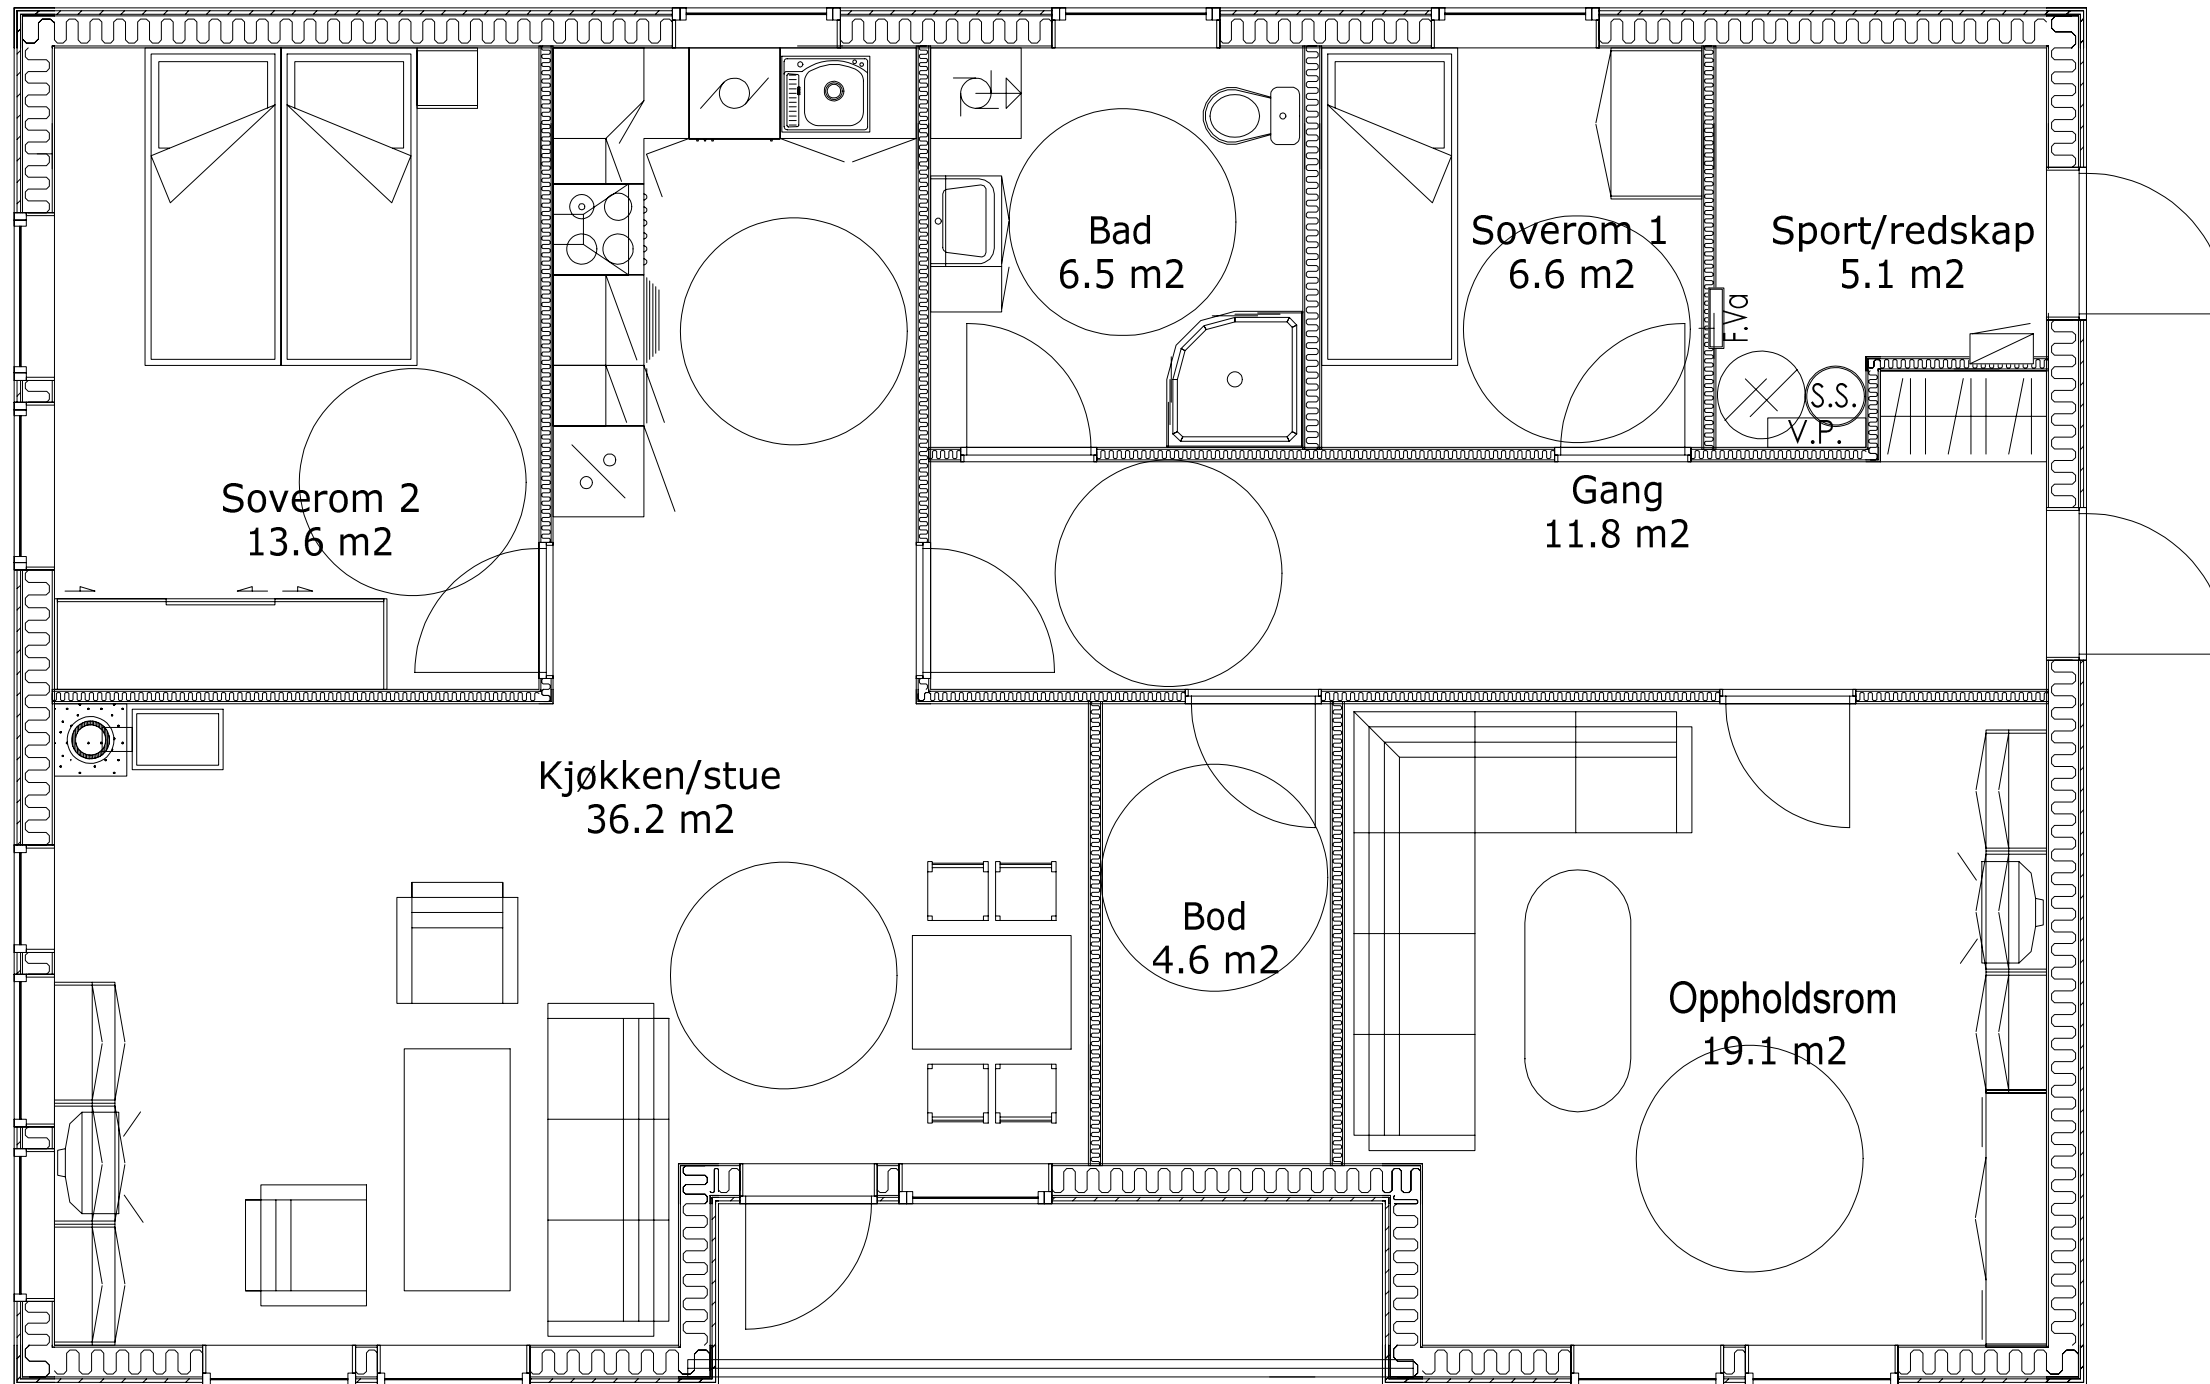 Bad
6.5 m2
Soverom 1
6.6 m2
Sport/redskap
5.1 m2
F.Va
S.S.
V.P.
Soverom 2
13.6 m2
Gang
11.8 m2
Kjøkken/stue
36.2 m2
Bod
4.6 m2
Oppholdsrom
19.1 m2